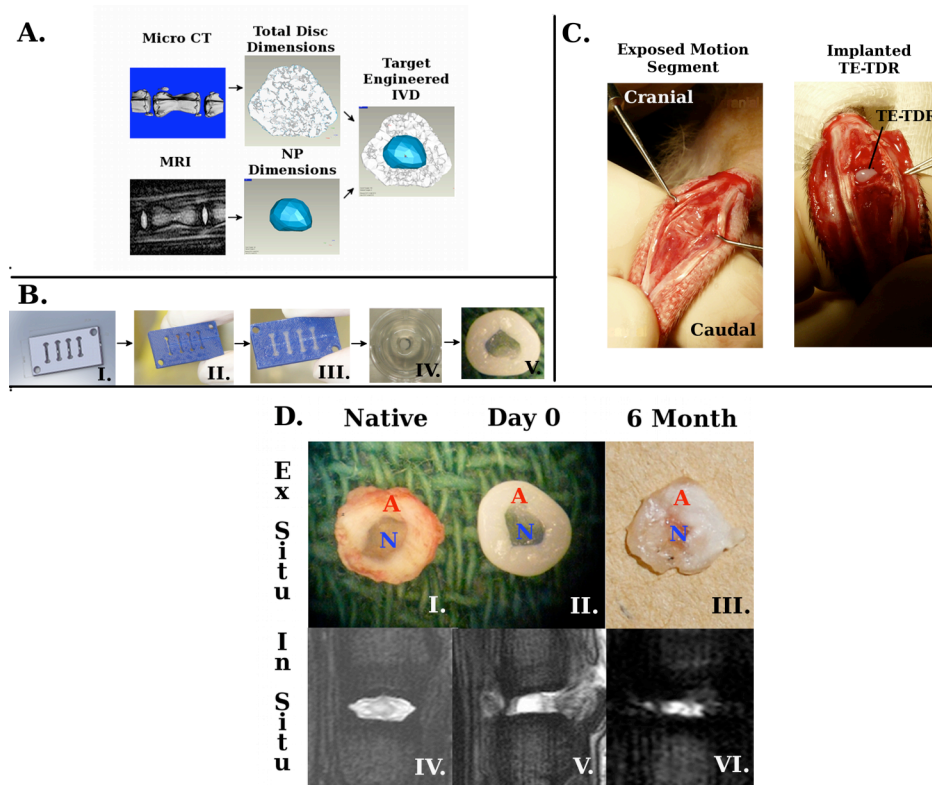 A.
Micro CT
Total Disc
Dimensions
Target
Engineered
IVD
MRI
NP
Dimensions
B.
I.
II.
III.
IV.
V.
C.
Exposed Motion
Segment
Implanted
TE-TDR
Cranial
Caudal
TE-TDR
D.
Native
Day 0
6 Month
Ex
Situ
A
N
I.
A
N
II.
A
N
III.
In
Situ
IV.
V.
VI.